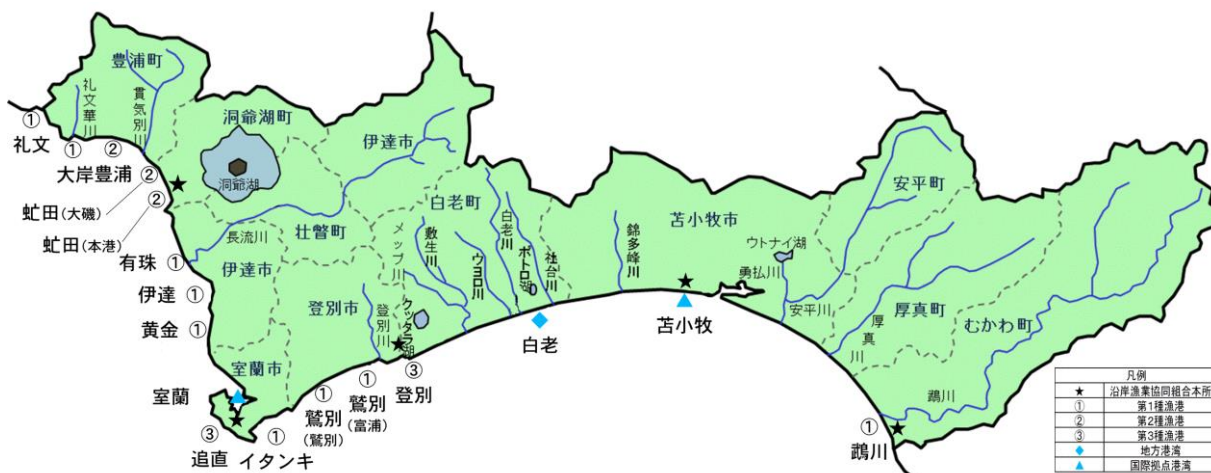 豊浦町
礼文華川
貫気別川
洞爺湖町
伊達市
洞爺湖
①
礼文
①
②
大岸豊浦
②
虻田(大磯)
②
虻田(本港)
有珠
①
長流川
壮瞥町
伊達市
伊達
①
黄金
①
室蘭市
室蘭
③
追直
①
イタンキ
登別市
登別川
メップ川
クッタラ湖
①
鷲別
(鷲別)
①
鷲別
(富浦)
③
登別
白老町
敷生川
ウヨロ川
白老川
ポトロ湖
社台川
白老
錦多峰川
苫小牧市
苫小牧
ウトナイ湖
勇払川
安平川
安平町
厚真町
厚真川
むかわ町
鵡川
①
鵡川
凡例
★ 沿岸漁業協同組合本所
① 第1種漁港
② 第2種漁港
③ 第3種漁港
◆ 地方港湾
▲ 国際拠点港湾